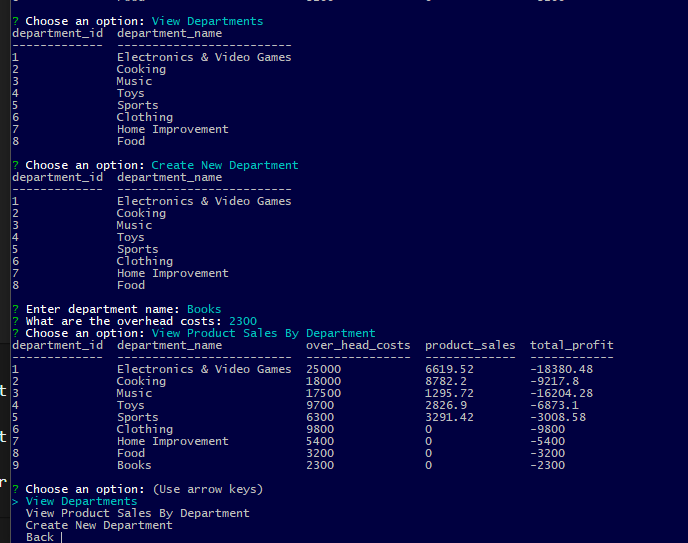 ? Choose an option: View Departments
department_id  department_name
-------------  -------------------------
1              Electronics & Video Games
2              Cooking
3              Music
4              Toys
5              Sports
6              Clothing
7              Home Improvement
8              Food
? Choose an option: Create New Department
department_id  department_name
-------------  -------------------------
1              Electronics & Video Games
2              Cooking
3              Music
4              Toys
5              Sports
6              Clothing
7              Home Improvement
8              Food
? Enter department name: Books
? What are the overhead costs: 2300
? Choose an option: View Product Sales By Department
department_id  department_name            over_head_costs  product_sales  total_profit
-------------  -------------------------  ---------------  -------------  ------------
1              Electronics & Video Games  25000            6619.52        -18380.48
2              Cooking                    18000            8782.2         -9217.8
3              Music                      17500            1295.72        -16204.28
4              Toys                       9700             2826.9         -6873.1
5              Sports                     6300             3291.42        -3008.58
6              Clothing                   9800             0              -9800
7              Home Improvement           5400             0              -5400
8              Food                       3200             0              -3200
9              Books                      2300             0              -2300
? Choose an option: (Use arrow keys)
> View Departments
  View Product Sales By Department
  Create New Department
  Back